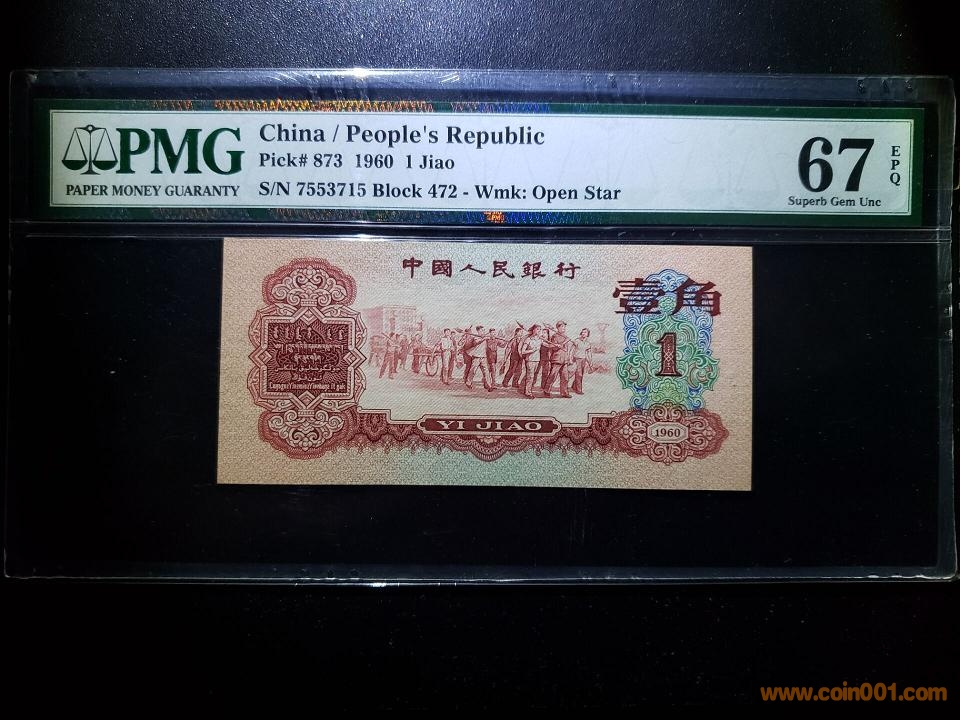 PMG
PAPER MONEY GUARANTY
China / People's Republic
Pick# 873 1960 1 Jiao
S/N 7553715 Block 472 - Wmk: Open Star
67
EPQ
Superb Gem Unc
中國人民銀行
壹角
1
YI JIAO
1960
www.coin001.com